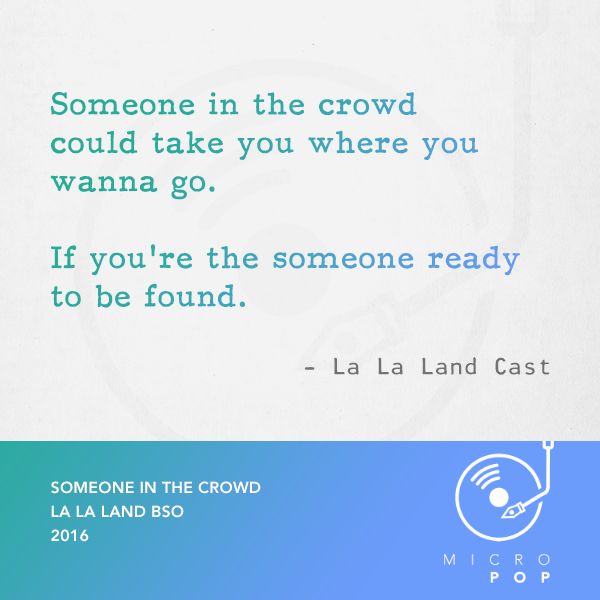 Someone in the crowd
could take you where you
wanna go.
If you're the someone ready
to be found.
- La La Land Cast
SOMEONE IN THE CROWD
LA LA LAND BSO
2016
MICRO
POP